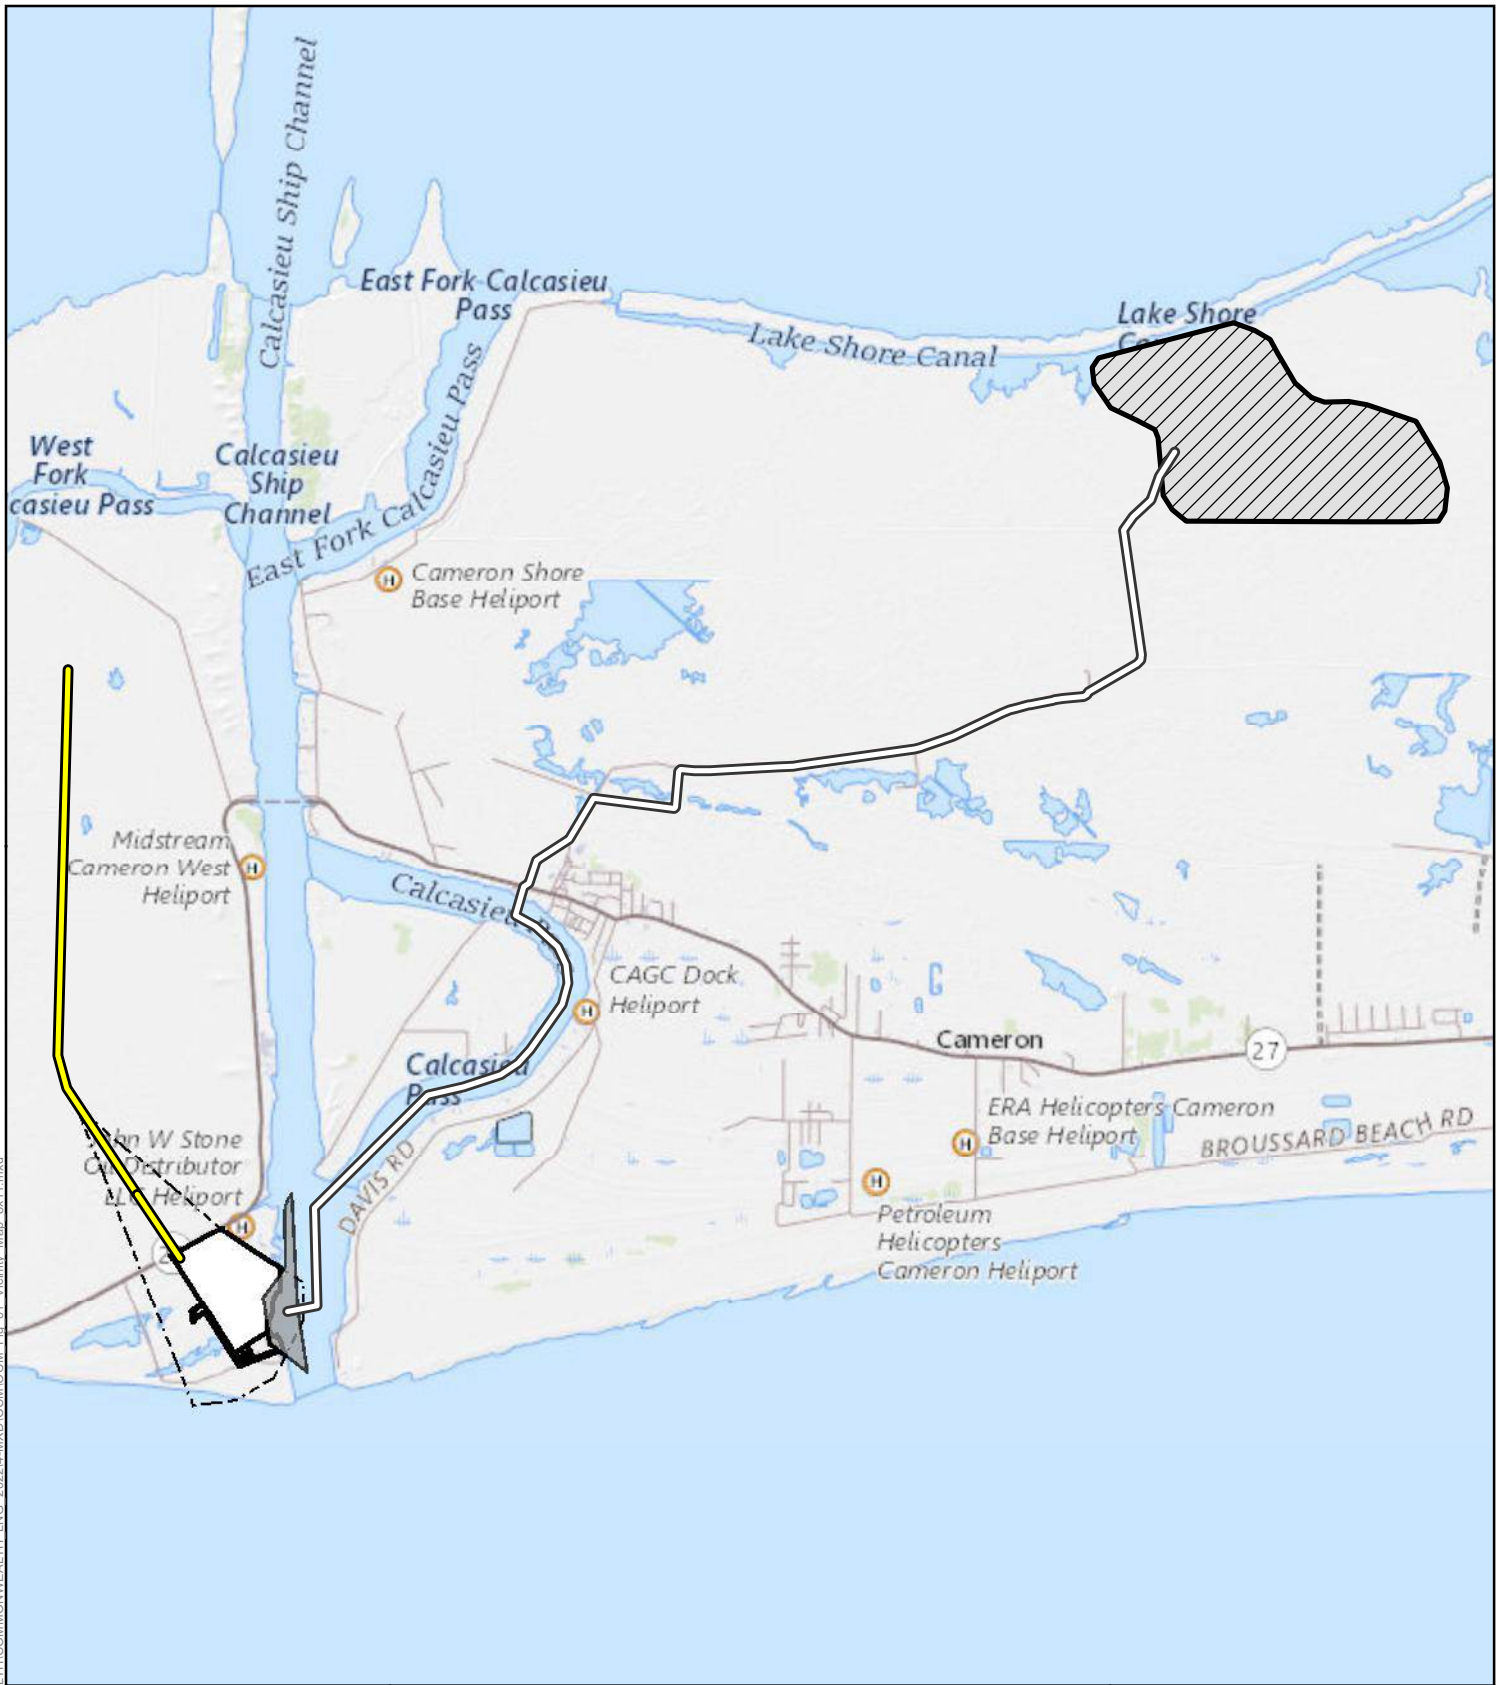 Calcasieu Ship Channel
East Fork Calcasieu
Pass
Lake Shore
Lake Shore Canal
East Fork Calcasieu Pass
West
Fork
casieu Pass
Calcasieu
Ship
Channel
H
Cameron Shore
Base Heliport
Midstream
Cameron West
Heliport
H
Calcasieu
CAGC Dock
Heliport
H
Cameron
27
Calcasieu
Pass
ERA Helicopters Cameron
Base Heliport
H
BROUSSARD BEACH RD
hn W Stone
Oil Distributor
LLC Heliport
H
DAVIS RD
H
Petroleum
Helicopters
Cameron Heliport
2